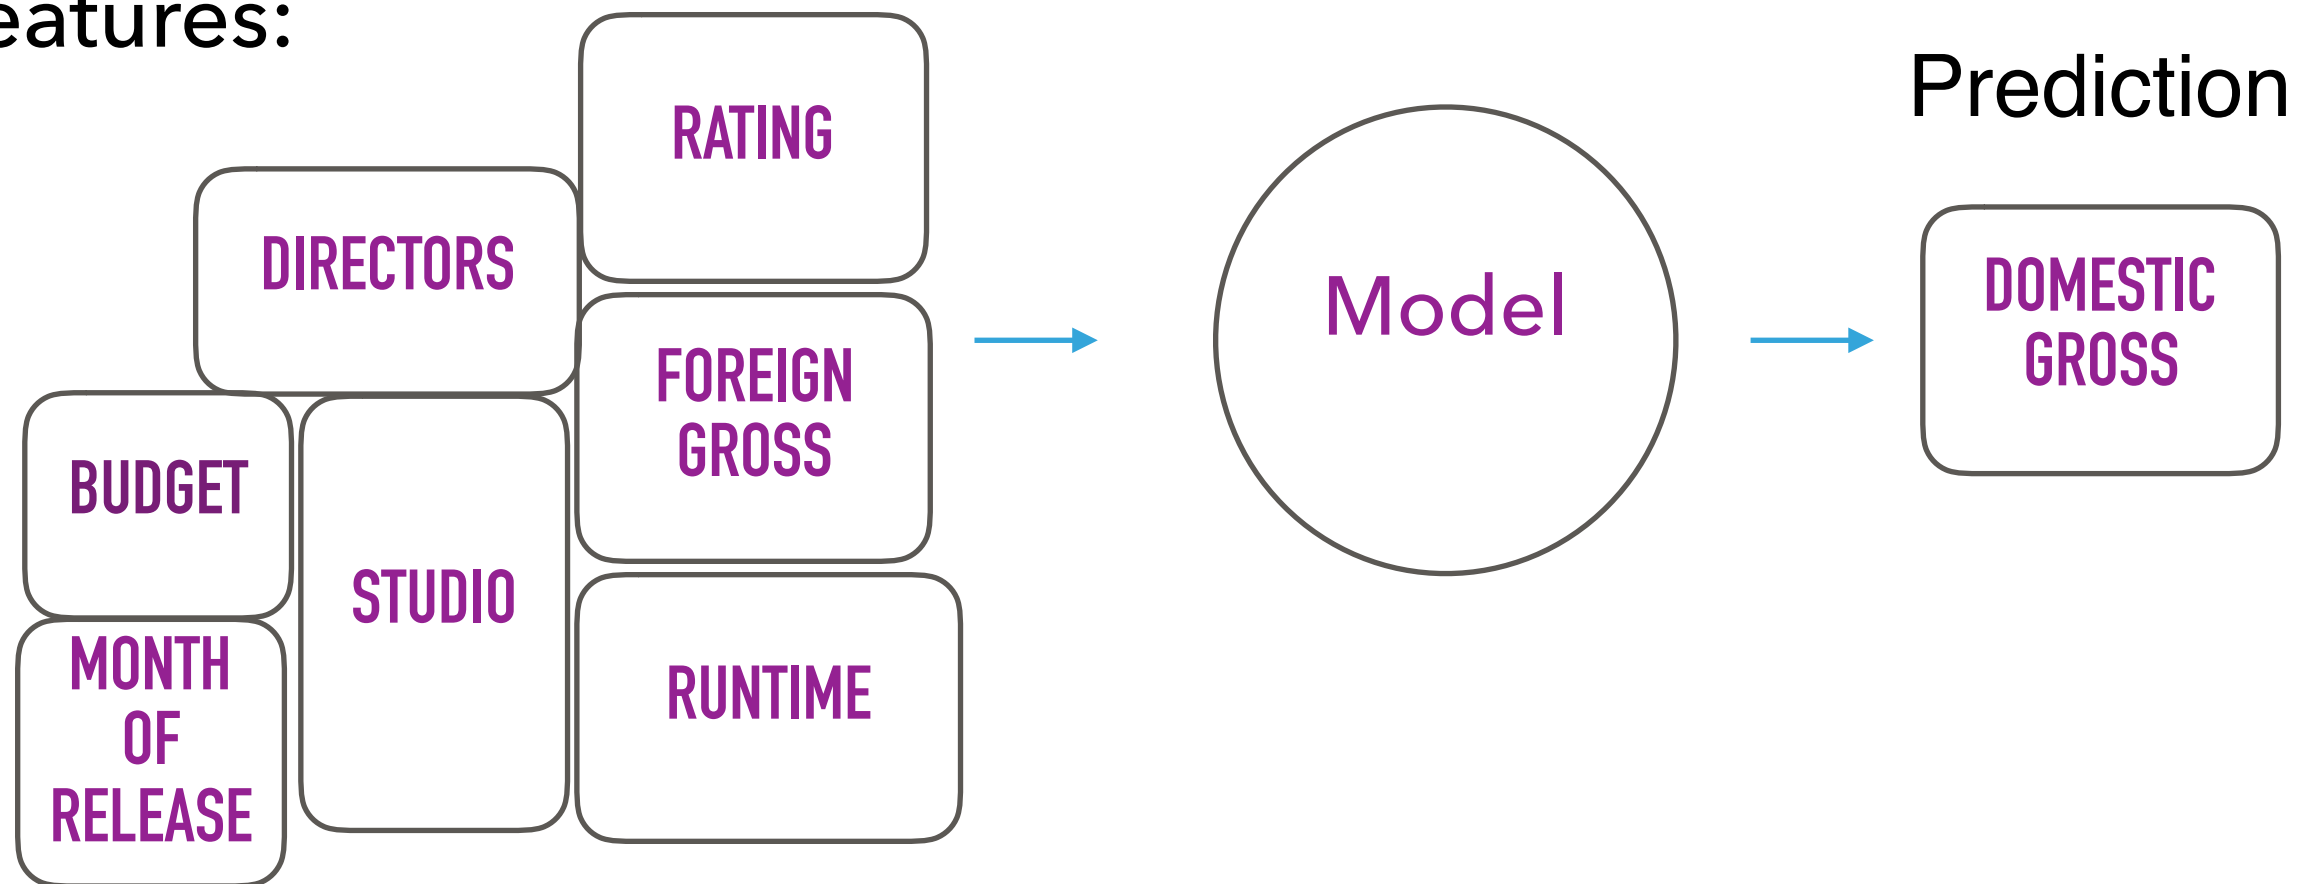 eatures:
RATING
DIRECTORS
FOREIGN
GROSS
BUDGET
STUDIO
MONTH
OF
RELEASE
RUNTIME
Model
Prediction
DOMESTIC
GROSS